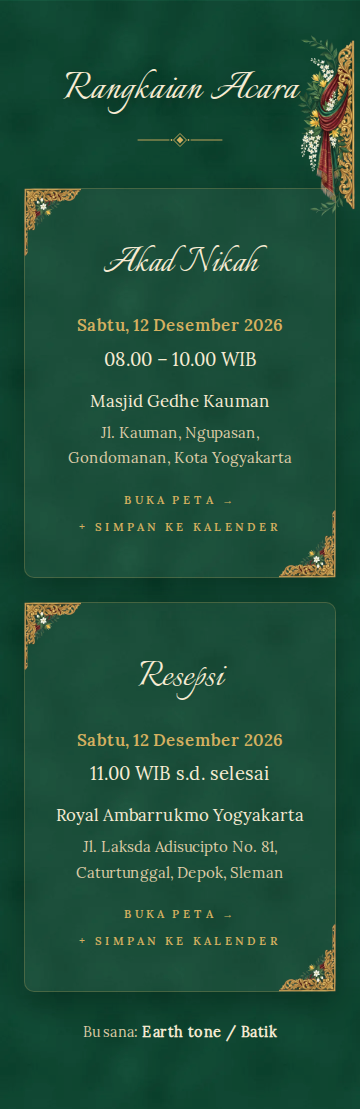 Rangkaian Acara
Akad Nikah
Sabtu, 12 Desember 2026
08.00 – 10.00 WIB
Masjid Gedhe Kauman
Jl. Kauman, Ngupasan,
Gondomanan, Kota Yogyakarta
BUKA PETA →
+ SIMPAN KE KALENDER
Resepsi
Sabtu, 12 Desember 2026
11.00 WIB s.d. selesai
Royal Ambarrukmo Yogyakarta
Jl. Laksda Adisucipto No. 81,
Caturtunggal, Depok, Sleman
BUKA PETA →
+ SIMPAN KE KALENDER
Busana: Earth tone / Batik